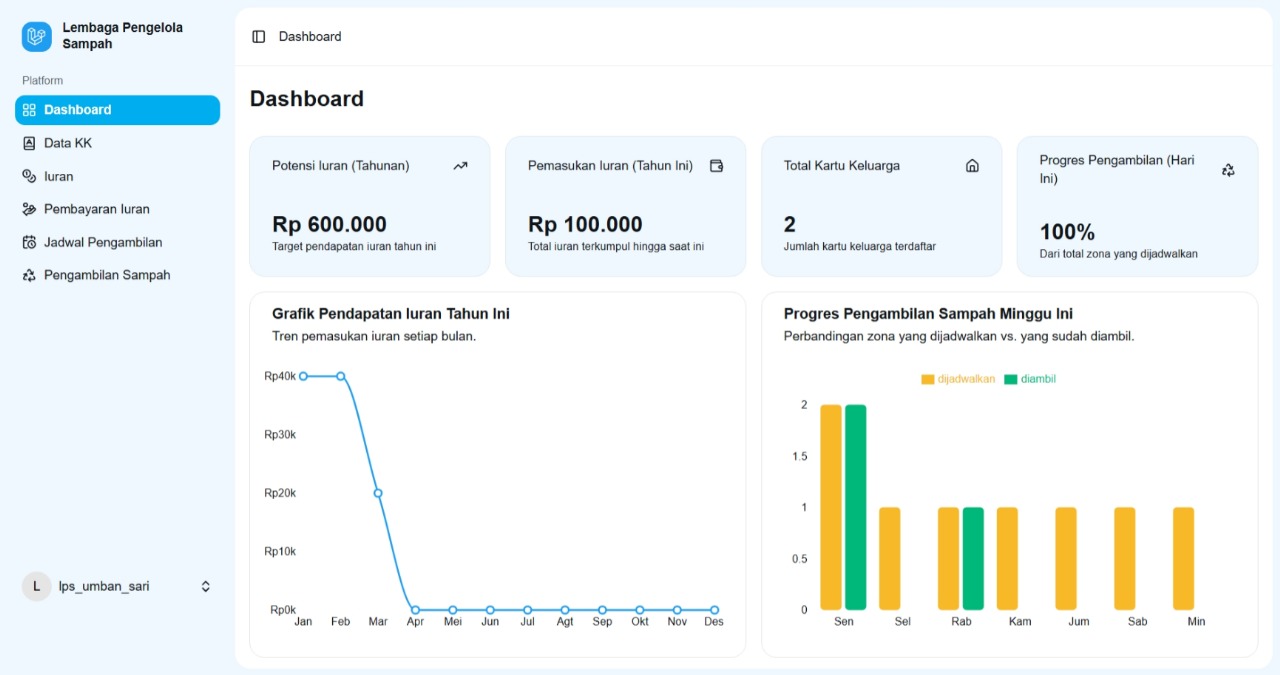 Lembaga Pengelola
Sampah
Platform
Dashboard
Data KK
Iuran
Pembayaran Iuran
Jadwal Pengambilan
Pengambilan Sampah
L lps_umban_sari
Dashboard
Dashboard
Potensi Iuran (Tahunan)
Rp 600.000
Target pendapatan iuran tahun ini
Pemasukan Iuran (Tahun Ini)
Rp 100.000
Total iuran terkumpul hingga saat ini
Total Kartu Keluarga
2
Jumlah kartu keluarga terdaftar
Progres Pengambilan (Hari
Ini)
100%
Dari total zona yang dijadwalkan
Grafik Pendapatan Iuran Tahun Ini
Tren pemasukan iuran setiap bulan.
Rp40k
Rp30k
Rp20k
Rp10k
Rp0k
Jan Feb Mar Apr Mei Jun Jul Agt Sep Okt Nov Des
Progres Pengambilan Sampah Minggu Ini
Perbandingan zona yang dijadwalkan vs. yang sudah diambil.
dijadwalkan diambil
2
1.5
1
0.5
0
Sen Sel Rab Kam Jum Sab Min